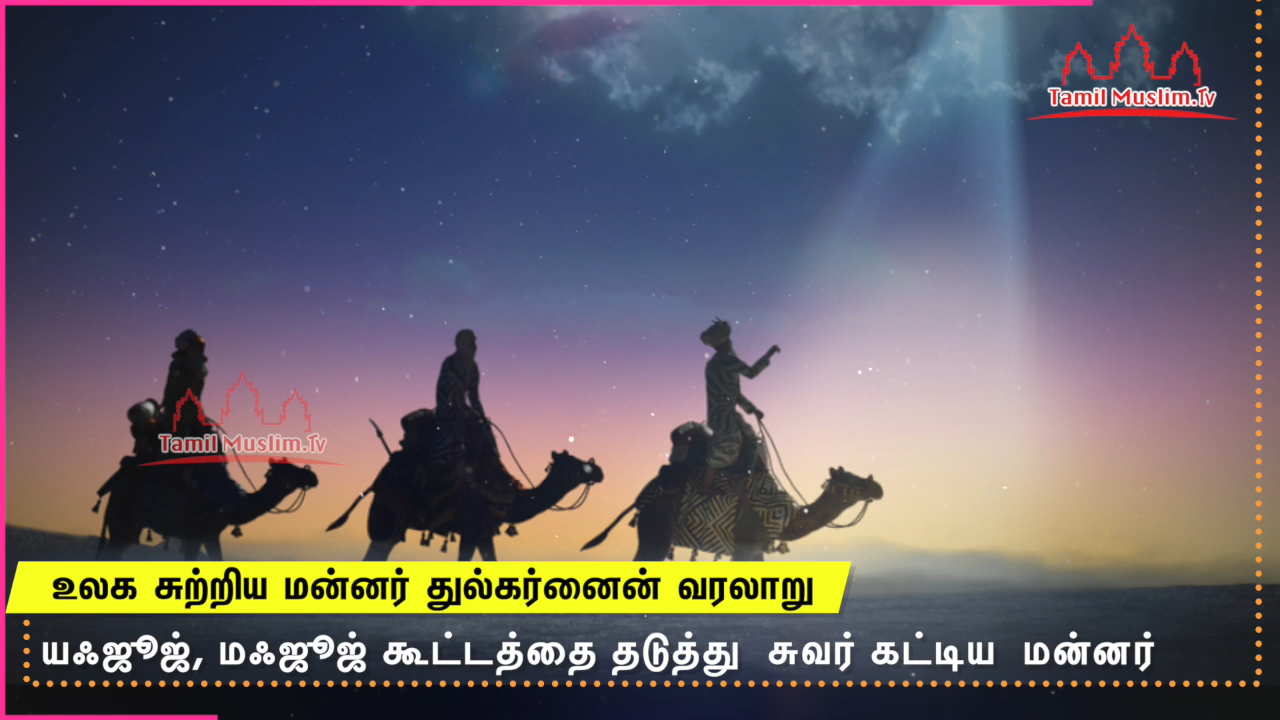 Tamil Muslim.Tv
Tamil Muslim.Tv
உலக சுற்றிய மன்னர் துல்கர்னைன் வரலாறு
யஃஜூஜ், மஃஜூஜ் கூட்டத்தை தடுத்து சுவர் கட்டிய மன்னர்